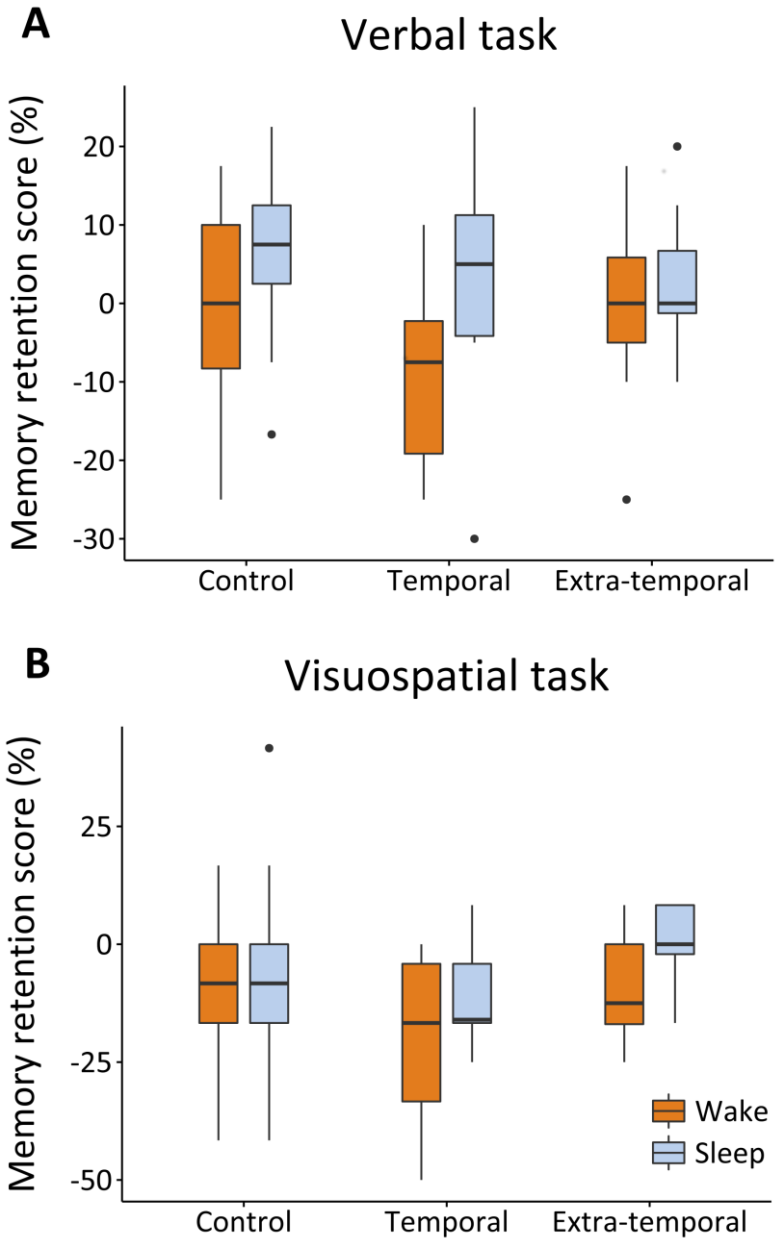 A
Verbal task
Memory retention score (%)
20
10
0
-10
-20
-30
Control Temporal Extra-temporal
B
Visuospatial task
Memory retention score (%)
25
0
-25
-50
Wake
Sleep
Control Temporal Extra-temporal